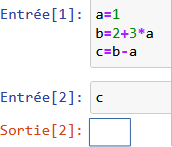 Entrée[1]: a=1
b=2+3*a
c=b-a
Entrée[2]: c
Sortie[2]: